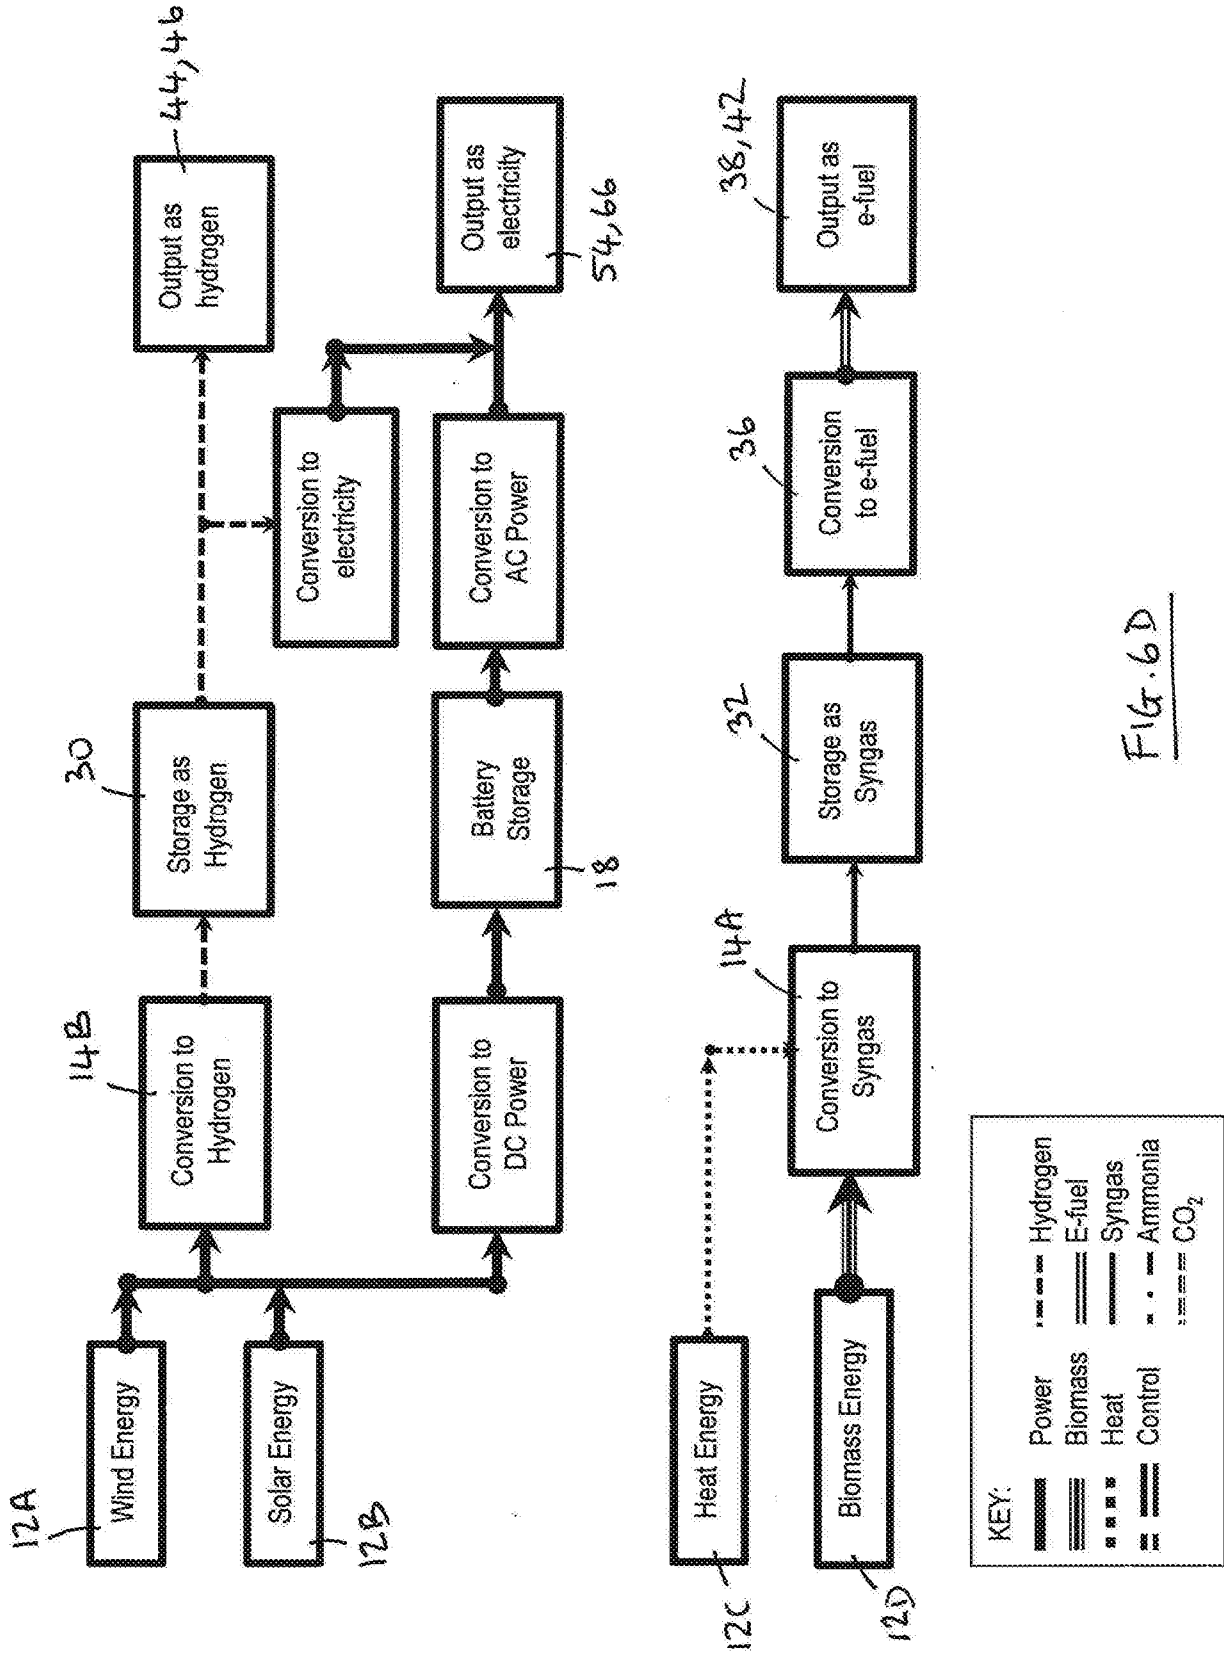 44, 46
Output as
hydrogen
30
Storage as
Hydrogen
14B
Conversion to
Hydrogen
12A
Wind Energy
Solar Energy
12B
Conversion to
electricity
Output as
electricity
54, 66
Conversion to
AC Power
Battery
Storage
18
Conversion to
DC Power
38, 42
Output as
e-fuel
36
Conversion
to e-fuel
32
Storage as
Syngas
14A
Conversion to
Syngas
Heat Energy
12C
Biomass Energy
12D
KEY:
Power
Hydrogen
Biomass
E-fuel
Heat
Syngas
Control
Ammonia
CO₂
FIG. 6D